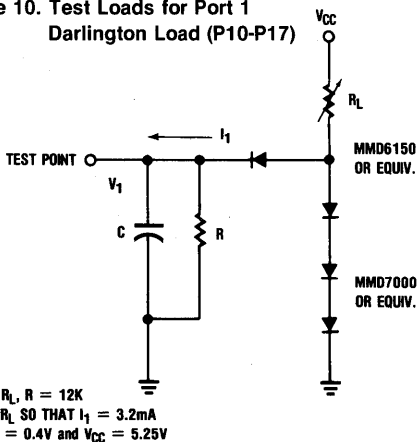 e 10. Test Loads for Port 1
Darlington Load (P10-P17)
VCC
RL
I1
TEST POINT
MMD6150
OR EQUIV.
V1
C
R
MMD7000
OR EQUIV.
RL, R = 12K
RL SO THAT I1 = 3.2mA
= 0.4V and VCC = 5.25V